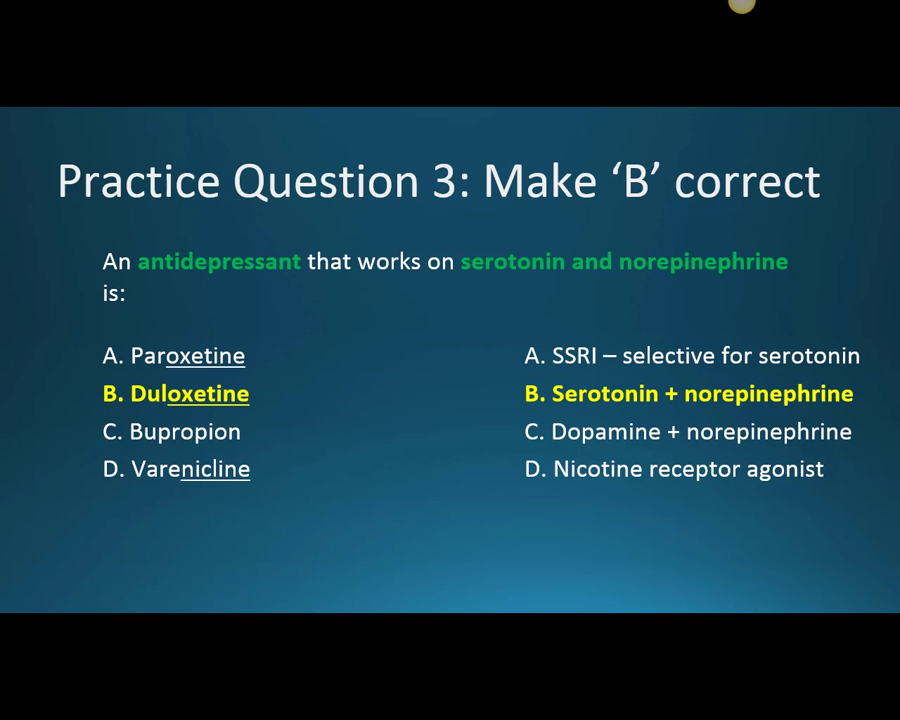 Practice Question 3: Make ‘B’ correct
An antidepressant that works on serotonin and norepinephrine
is:
A. Paroxetine
B. Duloxetine
C. Bupropion
D. Varenicline
A. SSRI – selective for serotonin
B. Serotonin + norepinephrine
C. Dopamine + norepinephrine
D. Nicotine receptor agonist